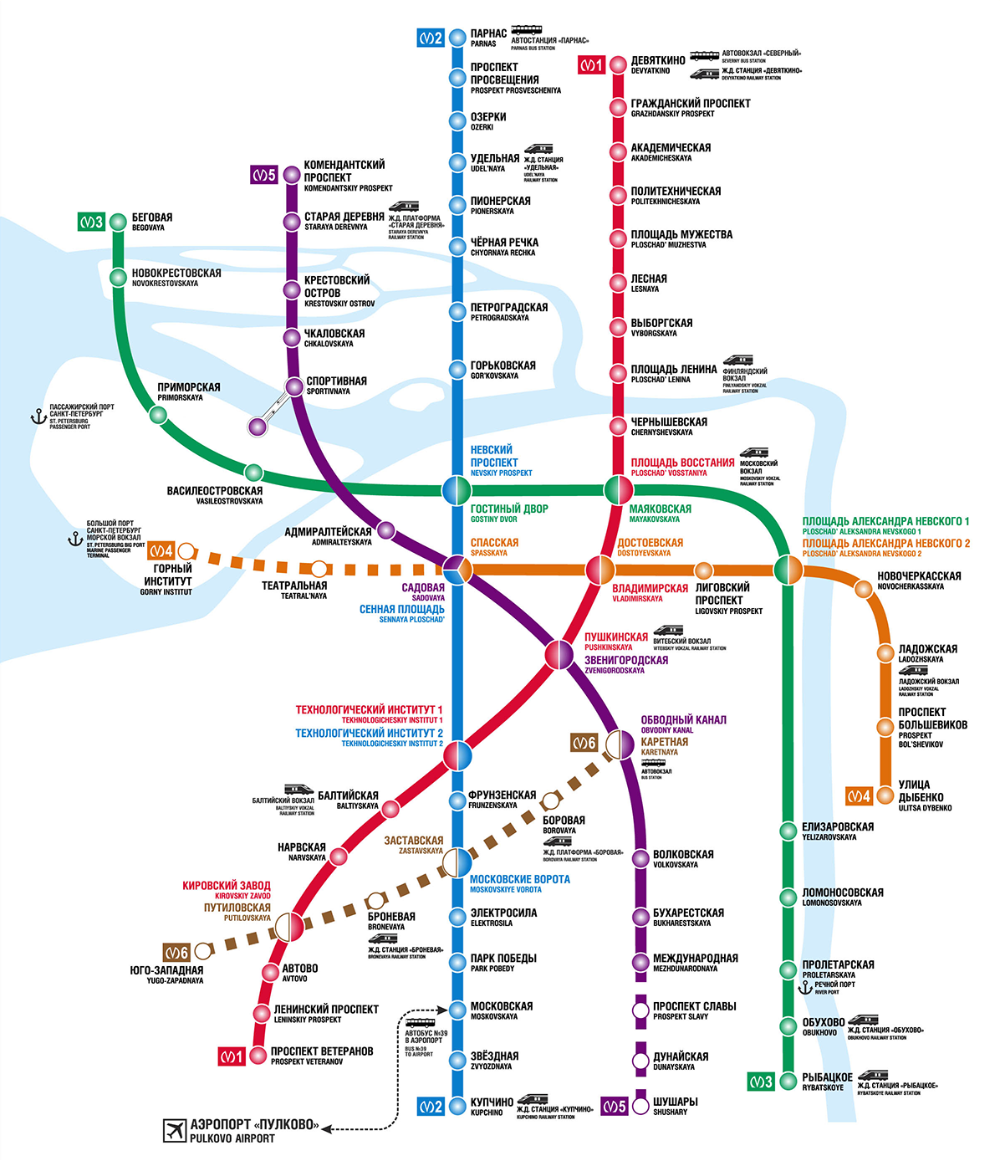 2
ПАРНАС
PARNAS
АВТОСТАНЦИЯ «ПАРНАС»
PARNAS BUS STATION
ПРОСПЕКТ
ПРОСВЕЩЕНИЯ
PROSPEKT PROSVESCHENIYA
ОЗЕРКИ
OZERKI
УДЕЛЬНАЯ
UDEL'NAYA
Ж.Д. СТАНЦИЯ
«УДЕЛЬНАЯ»
UDEL'NAYA
RAILWAY STATION
ПИОНЕРСКАЯ
PIONERSKAYA
ЧЁРНАЯ РЕЧКА
CHYORNAYA RECHKA
ПЕТРОГРАДСКАЯ
PETROGRADSKAYA
ГОРЬКОВСКАЯ
GOR'KOVSKAYA
НЕВСКИЙ
ПРОСПЕКТ
NEVSKIY PROSPEKT
ГОСТИНЫЙ ДВОР
GOSTINY DVOR
1
ДЕВЯТКИНО
DEVYATKINO
АВТОВОКЗАЛ «СЕВЕРНЫЙ»
SEVERNY BUS STATION
Ж.Д. СТАНЦИЯ «ДЕВЯТКИНО»
DEVYATKINO RAILWAY STATION
ГРАЖДАНСКИЙ ПРОСПЕКТ
GRAZHDANSKIY PROSPEKT
АКАДЕМИЧЕСКАЯ
AKADEMICHESKAYA
ПОЛИТЕХНИЧЕСКАЯ
POLITEKHNICHESKAYA
ПЛОЩАДЬ МУЖЕСТВА
PLOSCHAD' MUZHESTVA
ЛЕСНАЯ
LESNAYA
ВЫБОРГСКАЯ
VYBORGSKAYA
ПЛОЩАДЬ ЛЕНИНА
PLOSCHAD' LENINA
ФИНЛЯНДСКИЙ
ВОКЗАЛ
FINLYANDSKIY VOKZAL
RAILWAY STATION
ЧЕРНЫШЕВСКАЯ
CHERNYSHEVSKAYA
ПЛОЩАДЬ ВОССТАНИЯ
PLOSCHAD' VOSSTANIYA
МОСКОВСКИЙ
ВОКЗАЛ
MOSKOVSKIY VOKZAL
RAILWAY STATION
МАЯКОВСКАЯ
MAYAKOVSKAYA
5
КОМЕНДАНТСКИЙ
ПРОСПЕКТ
KOMENDANTSKIY PROSPEKT
СТАРАЯ ДЕРЕВНЯ
STARAYA DEREVNYA
Ж.Д. ПЛАТФОРМА
«СТАРАЯ ДЕРЕВНЯ»
STARAYA DEREVNYA
RAILWAY STATION
КРЕСТОВСКИЙ
ОСТРОВ
KRESTOVSKIY OSTROV
ЧКАЛОВСКАЯ
CHKALOVSKAYA
СПОРТИВНАЯ
SPORTIVNAYA
АДМИРАЛТЕЙСКАЯ
ADMIRALTEYSKAYA
3
БЕГОВАЯ
BEGOVAYA
НОВОКРЕСТОВСКАЯ
NOVOKRESTOVSKAYA
ПРИМОРСКАЯ
PRIMORSKAYA
ПАССАЖИРСКИЙ ПОРТ
САНКТ-ПЕТЕРБУРГ
ST. PETERSBURG
PASSENGER PORT
ВАСИЛЕОСТРОВСКАЯ
VASILEOSTROVSKAYA
БОЛЬШОЙ ПОРТ
САНКТ-ПЕТЕРБУРГ
МОРСКОЙ ВОКЗАЛ
ST. PETERSBURG BIG PORT
MARINE PASSENGER
TERMINAL
4
ГОРНЫЙ
ИНСТИТУТ
GORNY INSTITUT
ТЕАТРАЛЬНАЯ
TEATRAL'NAYA
СПАССКАЯ
SPASSKAYA
САДОВАЯ
SADOVAYA
СЕННАЯ ПЛОЩАДЬ
SENNAYA PLOSCHAD'
ДОСТОЕВСКАЯ
DOSTOYEVSKAYA
ВЛАДИМИРСКАЯ
VLADIMIRSKAYA
ЛИГОВСКИЙ
ПРОСПЕКТ
LIGOVSKIY PROSPEKT
ПЛОЩАДЬ АЛЕКСАНДРА НЕВСКОГО 1
PLOSCHAD' ALEKSANDRA NEVSKOGO 1
ПЛОЩАДЬ АЛЕКСАНДРА НЕВСКОГО 2
PLOSCHAD' ALEKSANDRA NEVSKOGO 2
НОВОЧЕРКАССКАЯ
NOVOCHERKASSKAYA
ЛАДОЖСКАЯ
LADOZHSKAYA
ЛАДОЖСКИЙ ВОКЗАЛ
LADOZHSKIY VOKZAL
RAILWAY STATION
ПРОСПЕКТ
БОЛЬШЕВИКОВ
PROSPEKT
BOL'SHEVIKOV
4
УЛИЦА
ДЫБЕНКО
ULITSA DYBENKO
ПУШКИНСКАЯ
PUSHKINSKAYA
ВИТЕБСКИЙ ВОКЗАЛ
VITEBSKIY VOKZAL RAILWAY STATION
ЗВЕНИГОРОДСКАЯ
ZVENIGORODSKAYA
ТЕХНОЛОГИЧЕСКИЙ ИНСТИТУТ 1
TEKHNOLOGICHESKIY INSTITUT 1
ТЕХНОЛОГИЧЕСКИЙ ИНСТИТУТ 2
TEKHNOLOGICHESKIY INSTITUT 2
ОБВОДНЫЙ КАНАЛ
OBVODNY KANAL
6
КАРЕТНАЯ
KARETNAYA
АВТОВОКЗАЛ
BUS STATION
БАЛТИЙСКИЙ ВОКЗАЛ
BALTIYSKIY VOKZAL
RAILWAY STATION
БАЛТИЙСКАЯ
BALTIYSKAYA
ФРУНЗЕНСКАЯ
FRUNZENSKAYA
БОРОВАЯ
BOROVAYA
Ж.Д. ПЛАТФОРМА «БОРОВАЯ»
BOROVAYA RAILWAY STATION
НАРВСКАЯ
NARVSKAYA
ЗАСТАВСКАЯ
ZASTAVSKAYA
МОСКОВСКИЕ ВОРОТА
MOSKOVSKIYE VOROTA
ВОЛКОВСКАЯ
VOLKOVSKAYA
ЕЛИЗАРОВСКАЯ
YELIZAROVSKAYA
КИРОВСКИЙ ЗАВОД
KIROVSKIY ZAVOD
ПУТИЛОВСКАЯ
PUTILOVSKAYA
БРОНЕВАЯ
BRONEVAYA
Ж.Д. СТАНЦИЯ «БРОНЕВАЯ»
BRONEVAYA RAILWAY STATION
ЭЛЕКТРОСИЛА
ELEKTROSILA
БУХАРЕСТСКАЯ
BUKHARESTSKAYA
ЛОМОНОСОВСКАЯ
LOMONOSOVSKAYA
6
ЮГО-ЗАПАДНАЯ
YUGO-ZAPADNAYA
АВТОВО
AVTOVO
ПАРК ПОБЕДЫ
PARK POBEDY
МЕЖДУНАРОДНАЯ
MEZHDUNARODNAYA
ПРОЛЕТАРСКАЯ
PROLETARSKAYA
РЕЧНОЙ ПОРТ
RIVER PORT
ЛЕНИНСКИЙ ПРОСПЕКТ
LENINSKIY PROSPEKT
МОСКОВСКАЯ
MOSKOVSKAYA
АВТОБУС №39
В АЭРОПОРТ
BUS №39
TO AIRPORT
ПРОСПЕКТ СЛАВЫ
PROSPEKT SLAVY
ОБУХОВО
OBUKHOVO
Ж.Д. СТАНЦИЯ «ОБУХОВО»
OBUKHOVO RAILWAY STATION
1
ПРОСПЕКТ ВЕТЕРАНОВ
PROSPEKT VETERANOV
ЗВЁЗДНАЯ
ZVYOZDNAYA
ДУНАЙСКАЯ
DUNAYSKAYA
3
РЫБАЦКОЕ
RYBATSKOYE
Ж.Д. СТАНЦИЯ «РЫБАЦКОЕ»
RYBATSKOYE RAILWAY STATION
2
КУПЧИНО
KUPCHINO
Ж.Д. СТАНЦИЯ «КУПЧИНО»
KUPCHINO RAILWAY STATION
5
ШУШАРЫ
SHUSHARY
АЭРОПОРТ «ПУЛКОВО»
PULKOVO AIRPORT